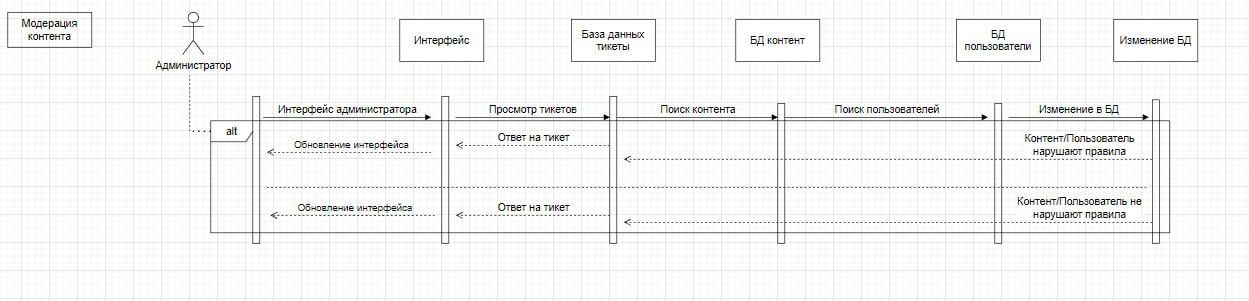 Модерация
контента
Администратор
Интерфейс
База данных
тикеты
БД контент
БД
пользователи
Изменение БД
Интерфейс администратора
Просмотр тикетов
Поиск контента
Поиск пользователей
Изменение в БД
alt
Обновление интерфейса
Ответ на тикет
Контент/Пользователь
нарушают правила
Обновление интерфейса
Ответ на тикет
Контент/Пользователь не
нарушают правила